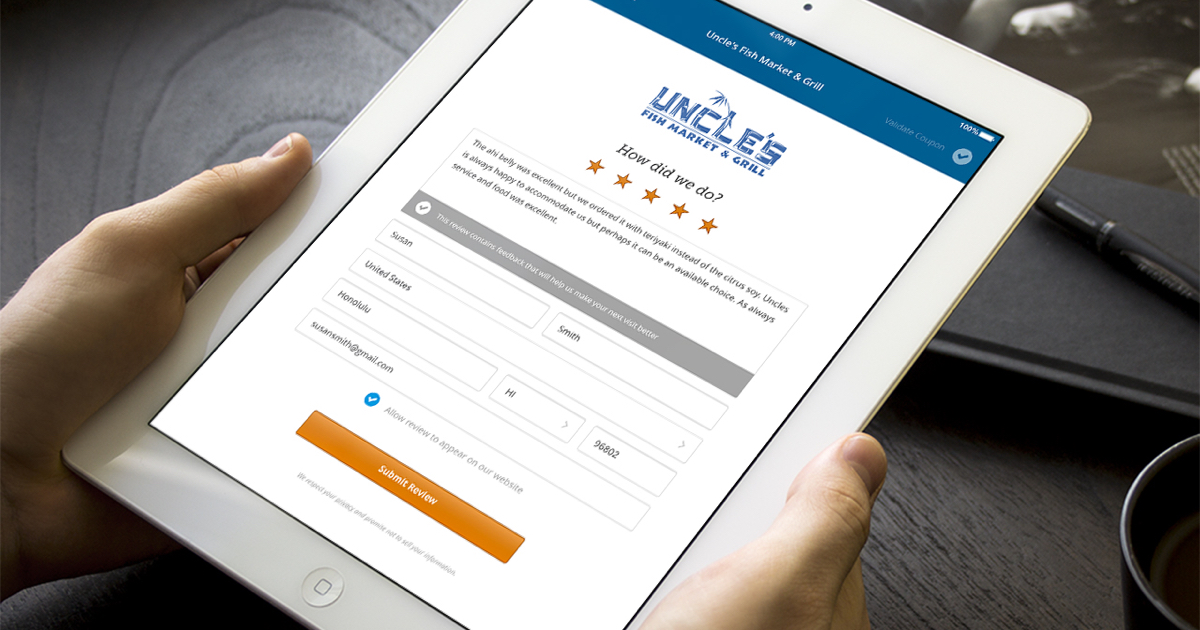 4:00 PM
100%
Uncle's Fish Market & Grill
Validate Coupon
UNCLE'S
FISH MARKET & GRILL
How did we do?
The ahi belly was excellent but we ordered it with teriyaki instead of the citrus soy. Uncles
is always happy to accommodate us but perhaps it can be an available choice. As always
service and food was excellent.
This review contains feedback that will help us make your next visit better
Susan
Smith
United States
Honolulu
HI
96802
susansmith@gmail.com
Allow review to appear on our website
Submit Review
We respect your privacy and promise not to sell your information.